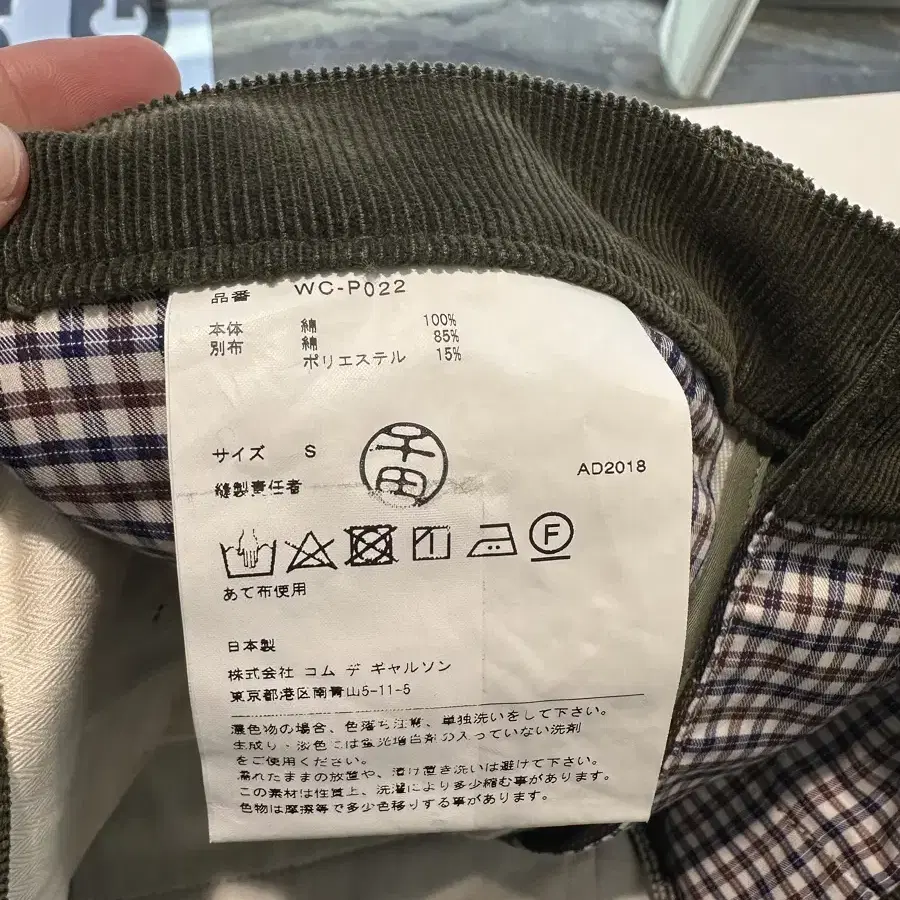 品番 WC-P022
本体 綿 100%
別布 綿 85%
ポリエステル 15%
サイズ S
千田
AD2018
縫製責任者
F
あて布使用
日本製
株式会社 コム デ ギャルソン
東京都港区南青山5-11-5
濃色物の場合、色落ち注意、単独洗いをして下さい。
生成り・淡色には蛍光増白剤の入っていない洗剤
をご使用ください。
濡れたままの放置や、漬け置き洗いは避けて下さい。
この素材は性質上、洗濯により多少縮む事があります。
色物は摩擦等で多少色移りする事があります。